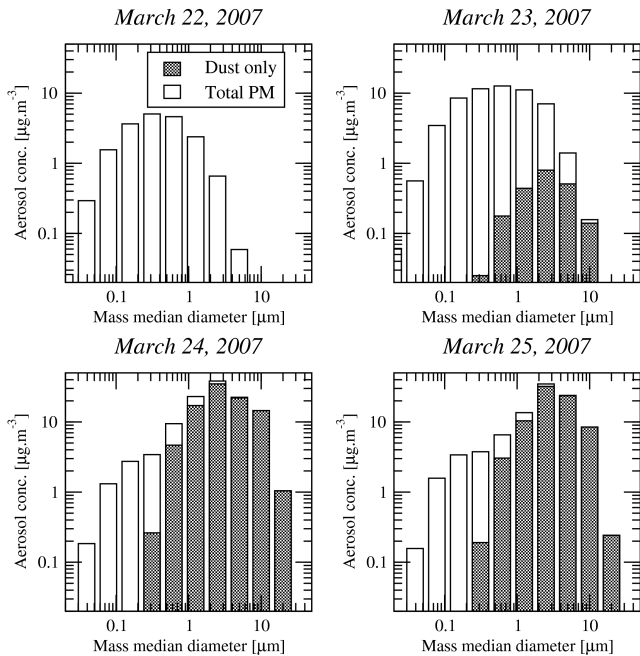 March 22, 2007
Aerosol conc. [μg.m-3]
10
1
0.1
Dust only
Total PM
0.1
1
10
Mass median diameter [μm]
March 23, 2007
Aerosol conc. [μg.m-3]
10
1
0.1
0.1
1
10
Mass median diameter [μm]
March 24, 2007
Aerosol conc. [μg.m-3]
10
1
0.1
0.1
1
10
Mass median diameter [μm]
March 25, 2007
Aerosol conc. [μg.m-3]
10
1
0.1
0.1
1
10
Mass median diameter [μm]